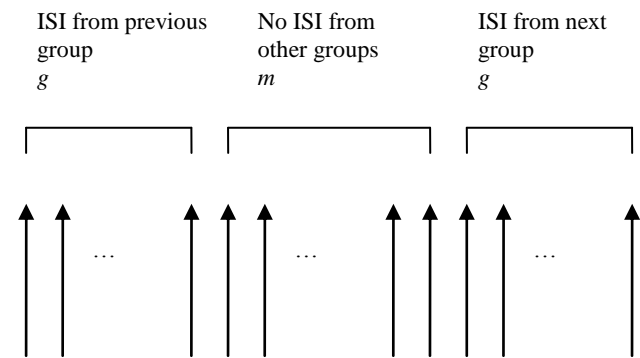 ISI from previous
group
g
No ISI from
other groups
m
ISI from next
group
g
... ... ...